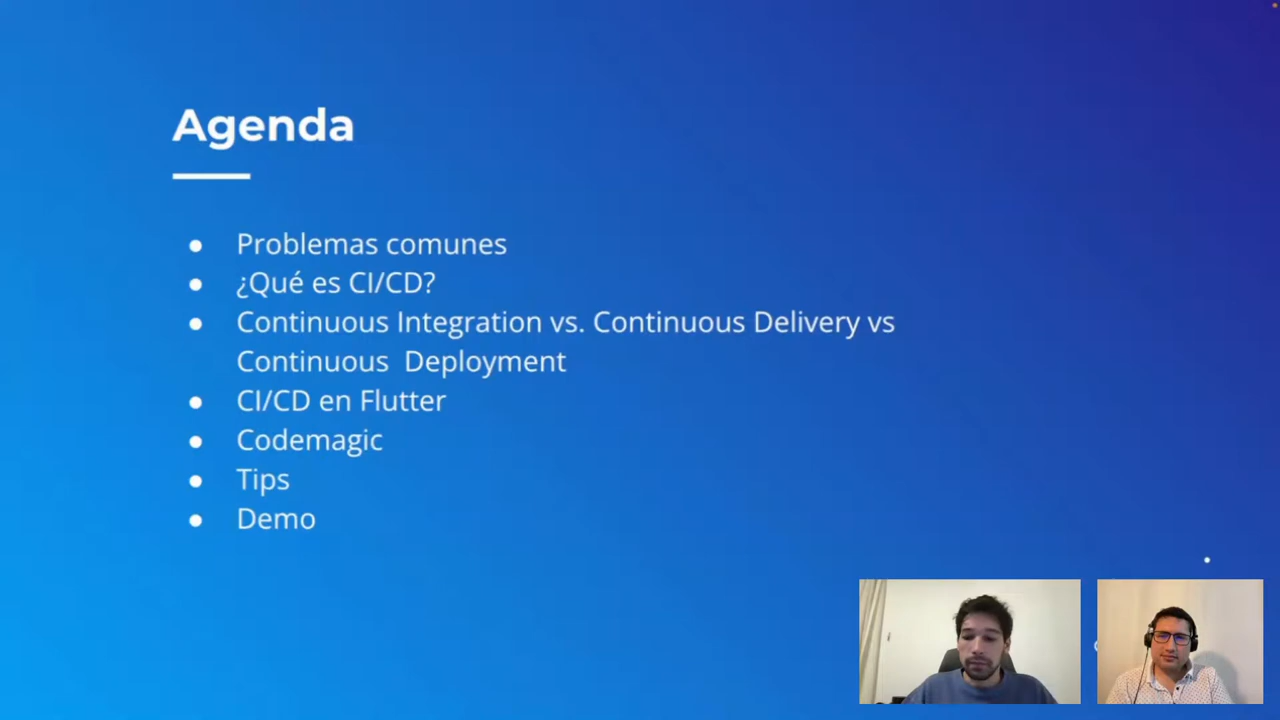 Agenda
● Problemas comunes
● ¿Qué es CI/CD?
● Continuous Integration vs. Continuous Delivery vs
Continuous  Deployment
● CI/CD en Flutter
● Codemagic
● Tips
● Demo